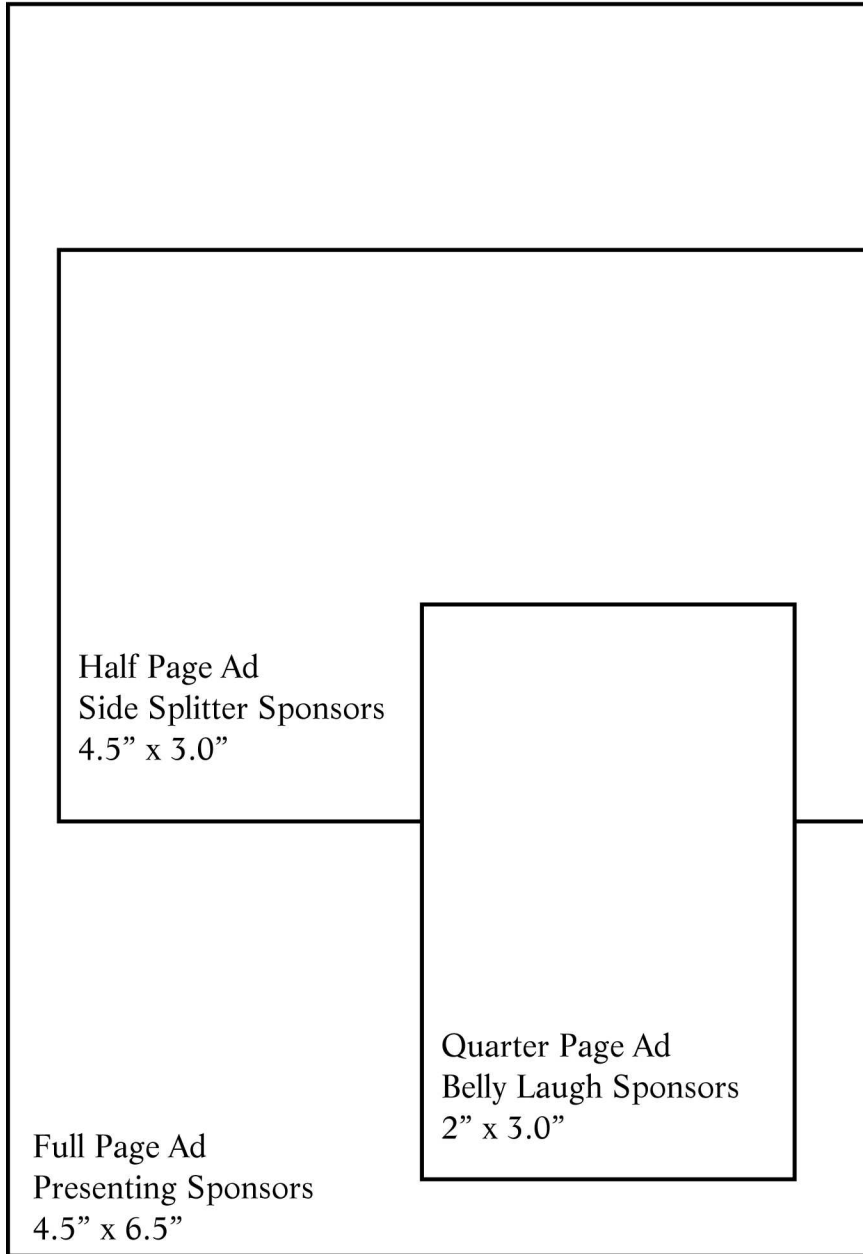 Half Page Ad
Side Splitter Sponsors
4.5” x 3.0”
Quarter Page Ad
Belly Laugh Sponsors
2” x 3.0”
Full Page Ad
Presenting Sponsors
4.5” x 6.5”